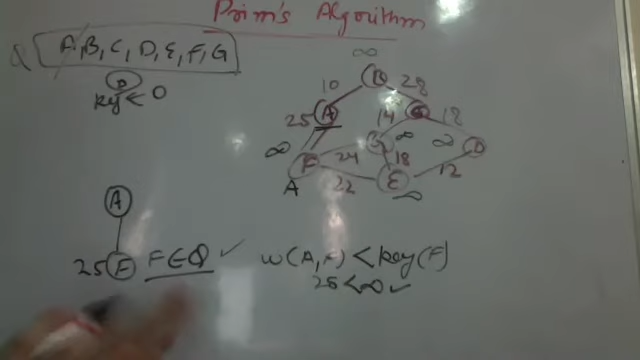 Prim's Algorithm
Q A, B, C, D, E, F, G
key < 0
∞
10
28
25
A
14
18
∞
∞
∞
F
24
18
D
A
22
E
12
∞
A
25 F F ∈ Q ✓ w(A,F) < key(F)
25 < ∞ ✓